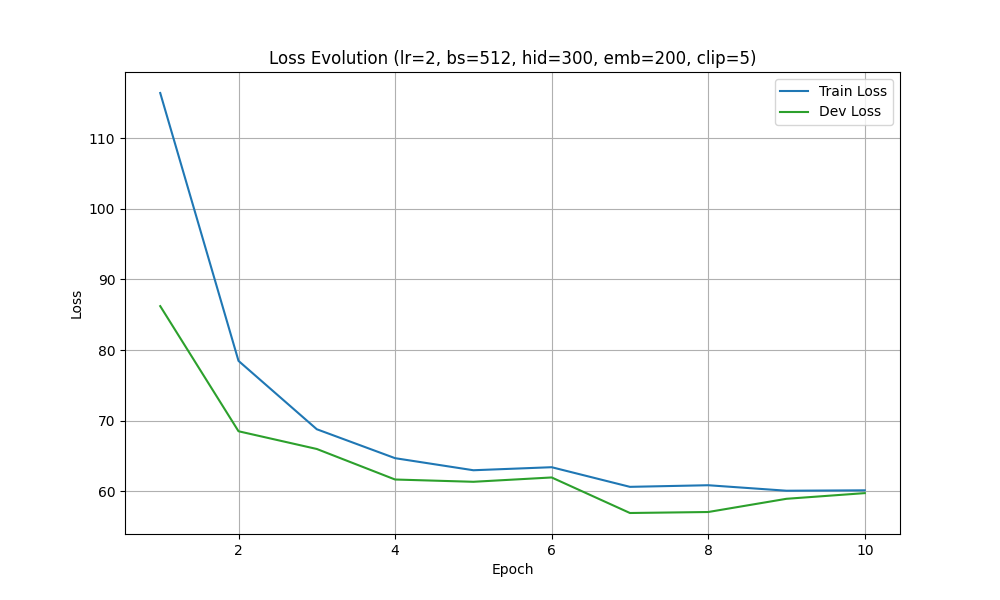 Loss Evolution (lr=2, bs=512, hid=300, emb=200, clip=5)
Train Loss
Dev Loss
110
100
90
80
70
60
Loss
2
4
6
8
10
Epoch